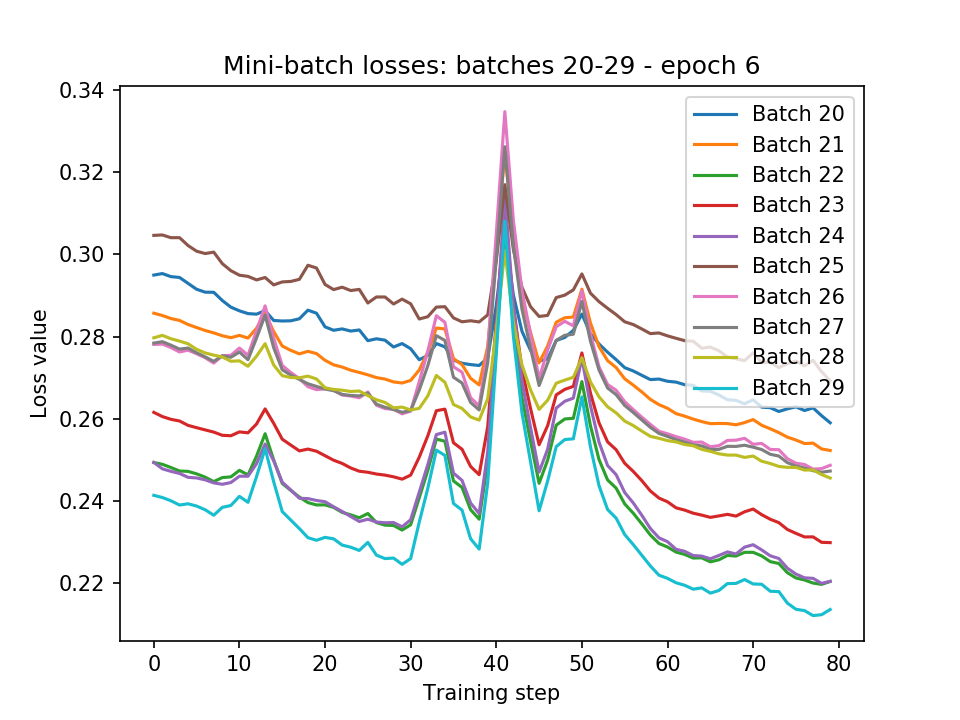 Mini-batch losses: batches 20-29 - epoch 6
0.34
0.32
0.30
0.28
0.26
0.24
0.22
Loss value
0
10
20
30
40
50
60
70
80
Training step
Batch 20
Batch 21
Batch 22
Batch 23
Batch 24
Batch 25
Batch 26
Batch 27
Batch 28
Batch 29